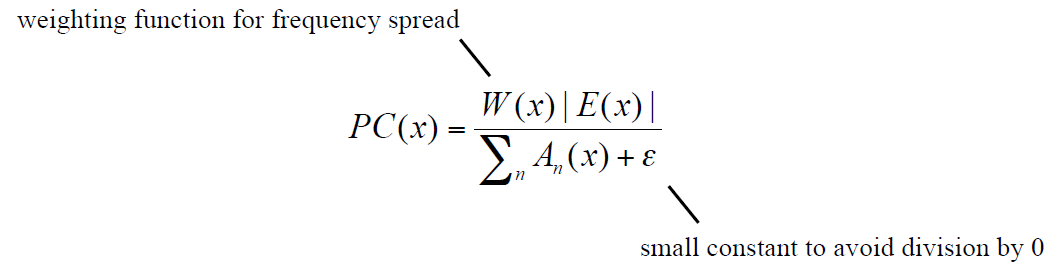 weighting function for frequency spread
PC(x) = W(x) | E(x) | / ∑ₙ Aₙ(x) + ε
small constant to avoid division by 0